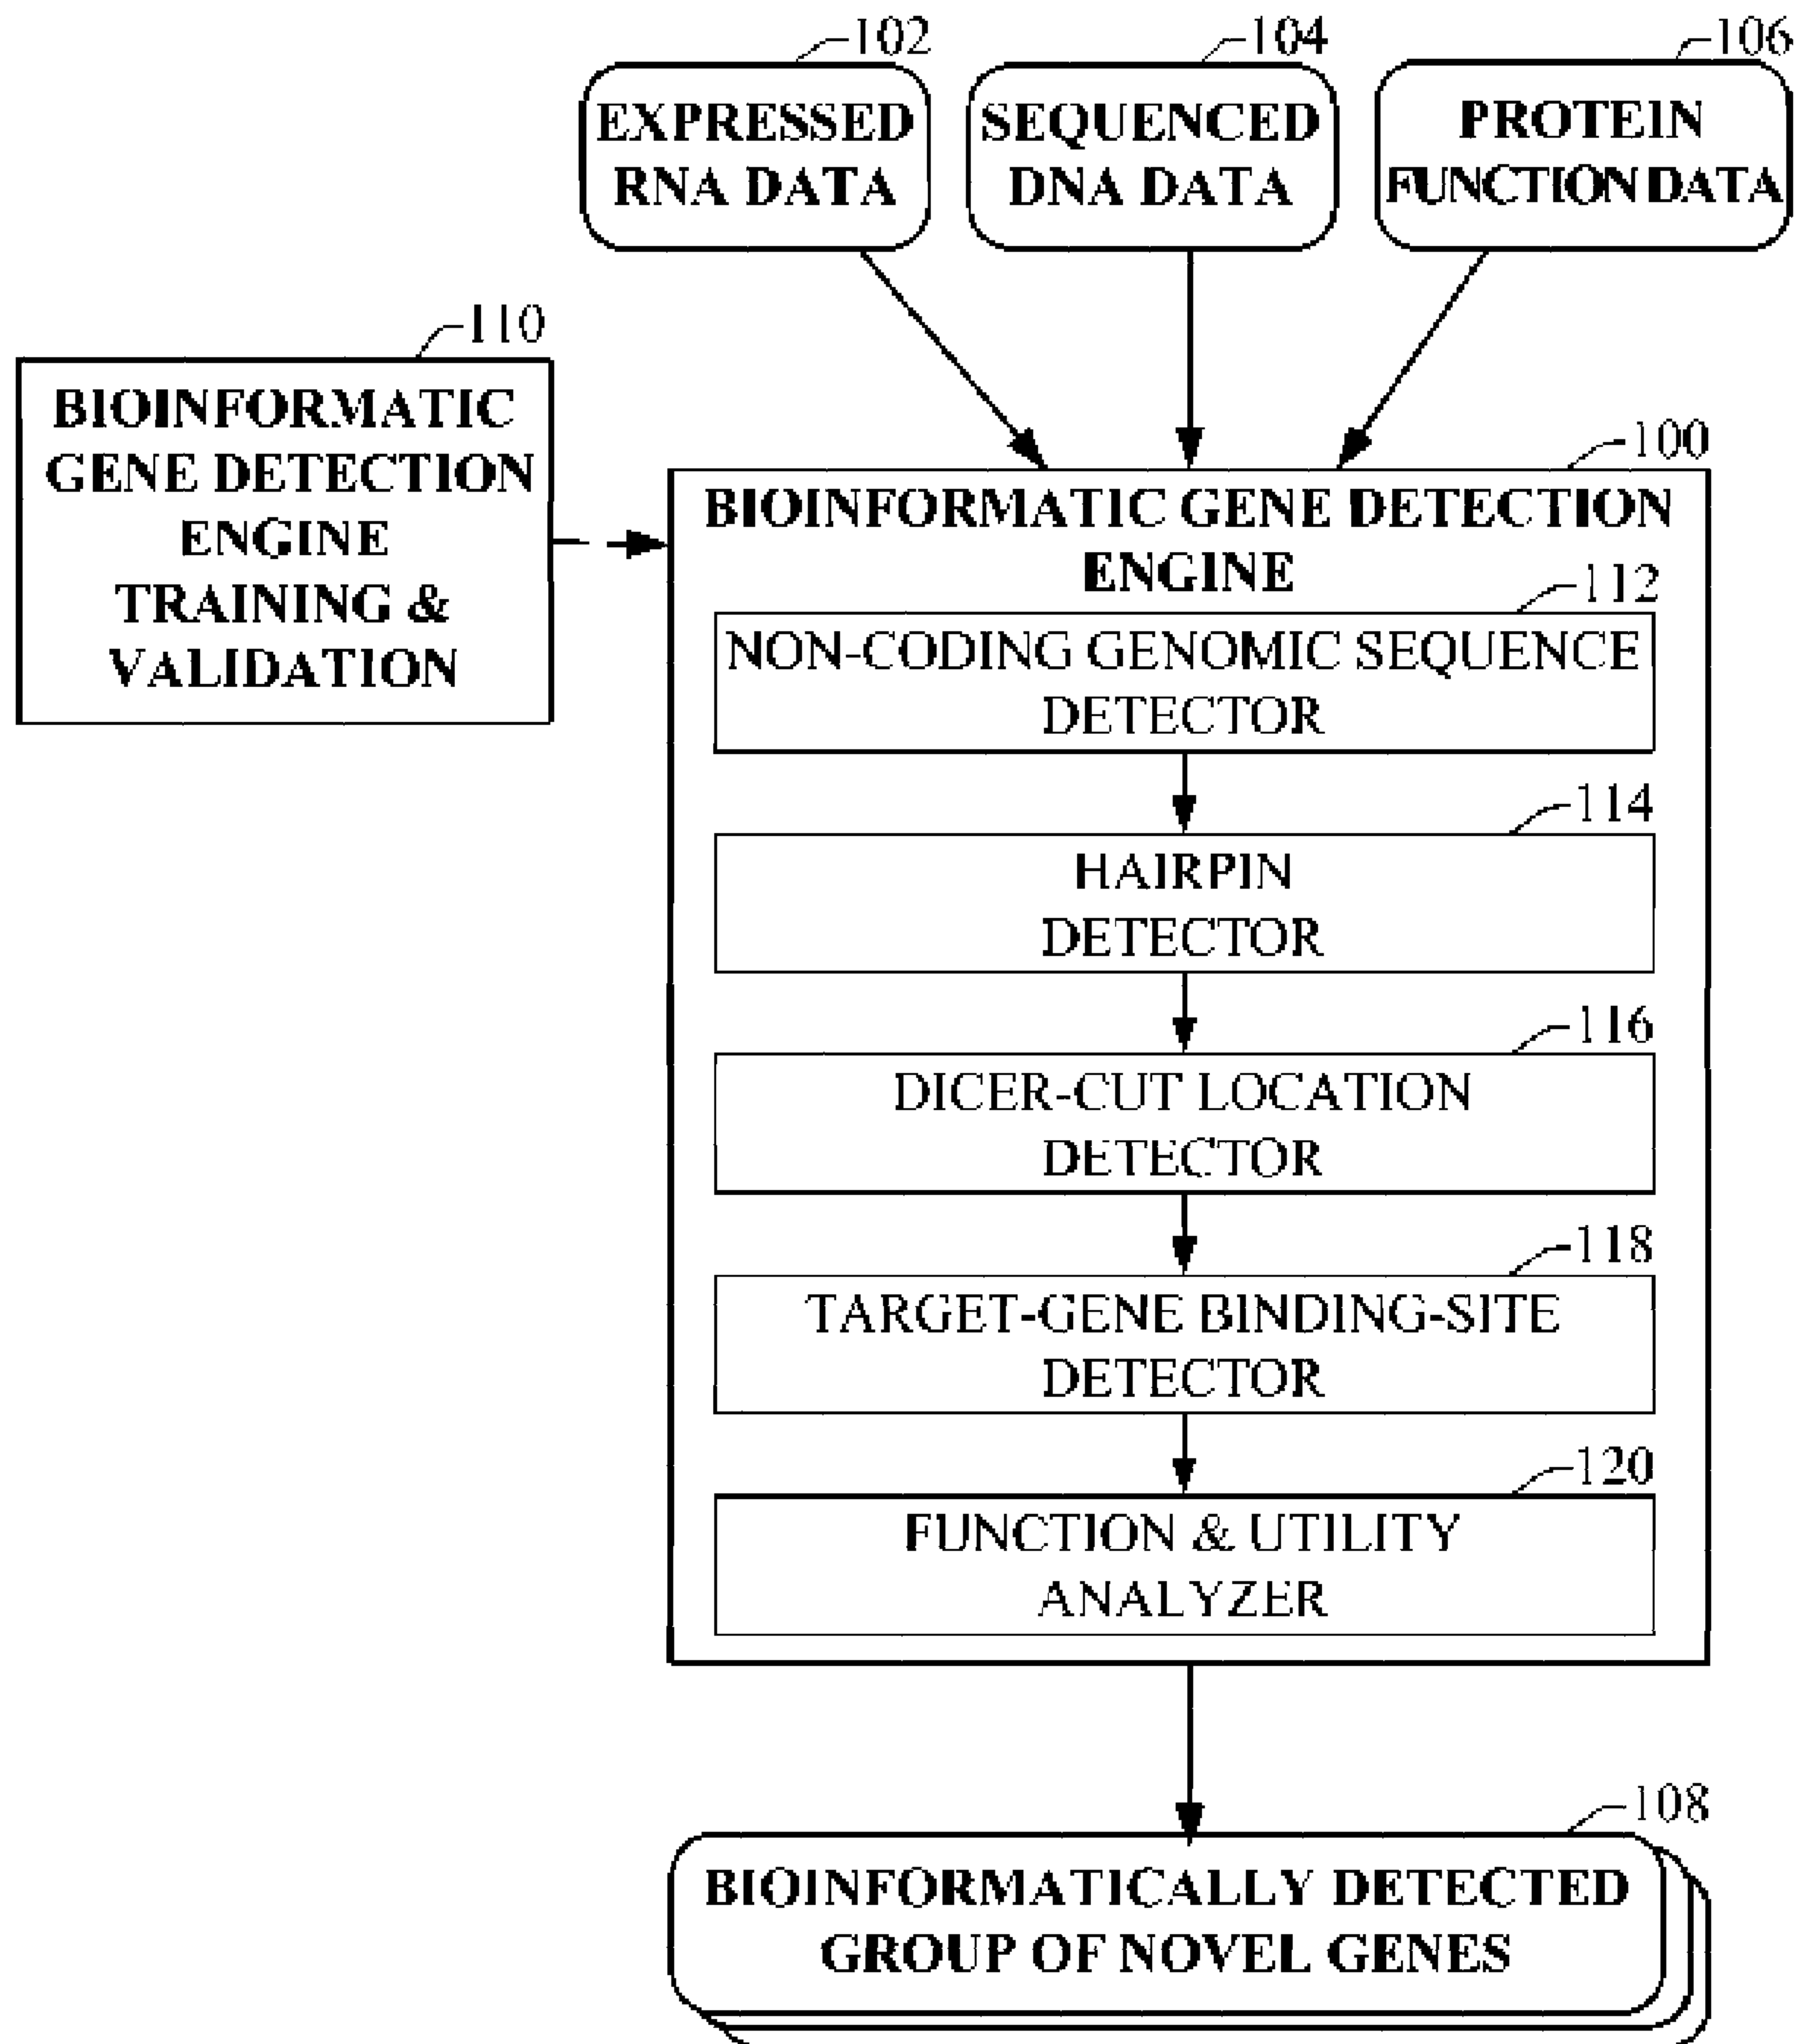 102
104
106
EXPRESSED
RNA DATA
SEQUENCED
DNA DATA
PROTEIN
FUNCTION DATA
110
BIOINFORMATIC
GENE DETECTION
ENGINE
TRAINING &
VALIDATION
100
BIOINFORMATIC GENE DETECTION
ENGINE
112
NON-CODING GENOMIC SEQUENCE
DETECTOR
114
HAIRPIN
DETECTOR
116
DICER-CUT LOCATION
DETECTOR
118
TARGET-GENE BINDING-SITE
DETECTOR
120
FUNCTION & UTILITY
ANALYZER
108
BIOINFORMATICALLY DETECTED
GROUP OF NOVEL GENES